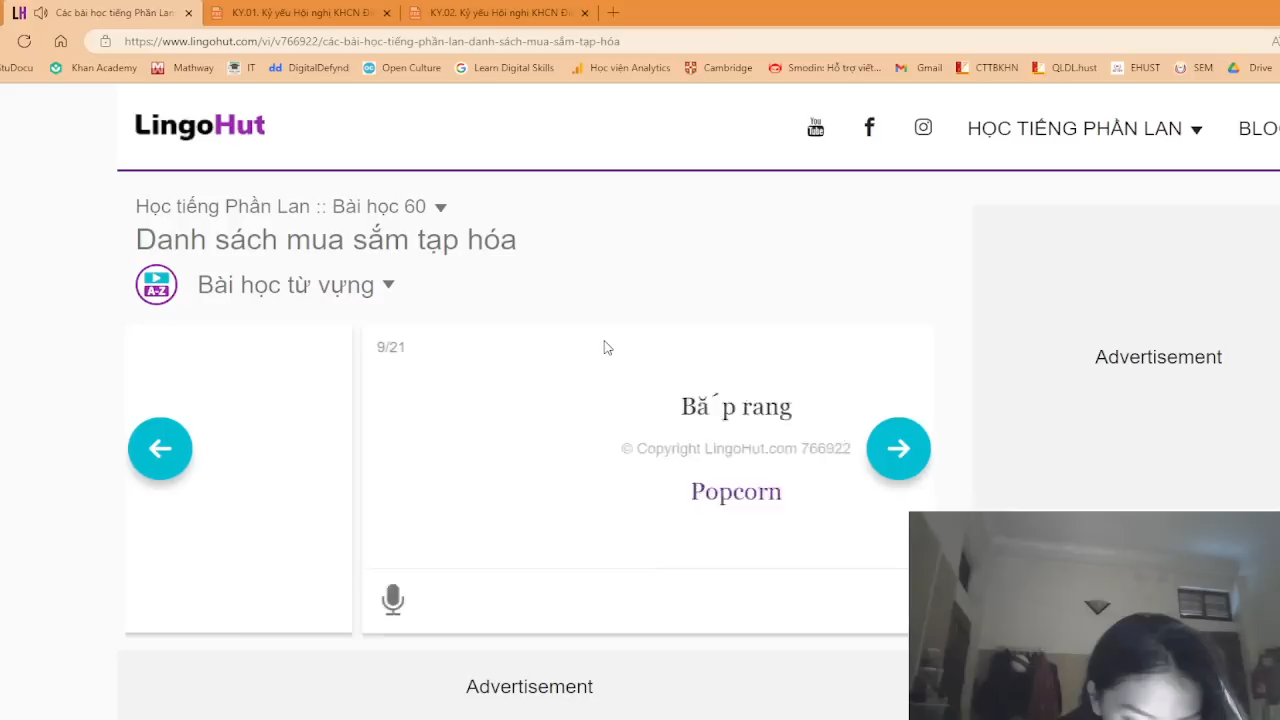 LH Các bài học tiếng Phần Lan
KY.01. Kỷ yếu Hội nghị KHCN
KY.02. Kỷ yếu Hội nghị KHCN
https://www.lingohut.com/vi/v766922/các-bài-học-tiếng-phần-lan-danh-sách-mua-sắm-tạp-hóa
tuDocu Khan Academy Mathway IT dd DigitalDefynd Open Culture Learn Digital Skills Học viện Analytics Cambridge Smodin: Hỗ trợ viết... Gmail CTTBKHN QLDL.hust EHUST SEM Drive
LingoHut
You Tube
HỌC TIẾNG PHẦN LAN
BLO
Học tiếng Phần Lan :: Bài học 60
Danh sách mua sắm tạp hóa
A-Z
Bài học từ vựng
9/21
Bắp rang
© Copyright LingoHut.com 766922
Popcorn
Advertisement
Advertisement